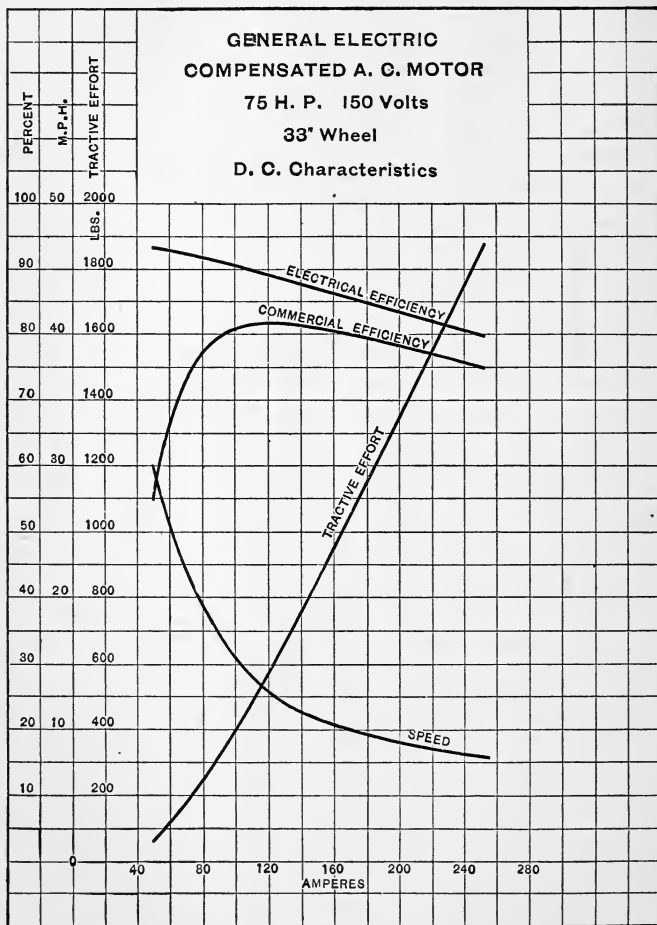 GENERAL ELECTRIC
COMPENSATED A. C. MOTOR
75 H. P. 150 Volts
33" Wheel
D. C. Characteristics
PERCENT
M.P.H.
LBS. TRACTIVE EFFORT
100 50 2000
90 1800
80 40 1600
70 1400
60 30 1200
50 1000
40 20 800
30 600
20 10 400
10 200
0
ELECTRICAL EFFICIENCY
COMMERCIAL EFFICIENCY
TRACTIVE EFFORT
SPEED
40 80 120 160 200 240 280
AMPERES